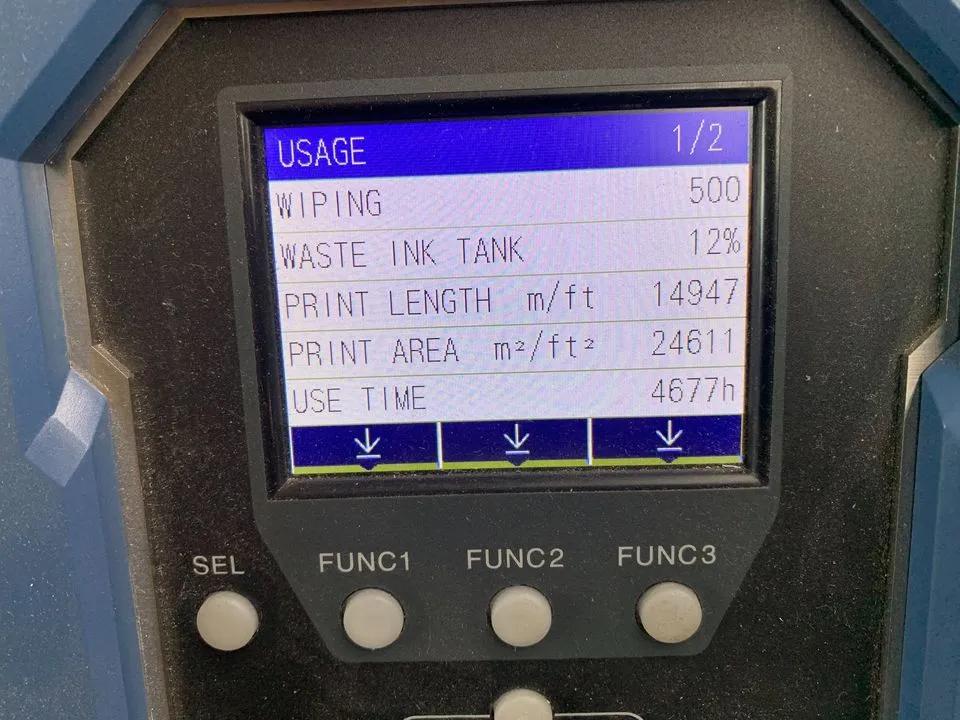 USAGE 1/2
WIPING 500
WASTE INK TANK 12%
PRINT LENGTH m/ft 14947
PRINT AREA m²/ft² 24611
USE TIME 4677h
SEL FUNC1 FUNC2 FUNC3